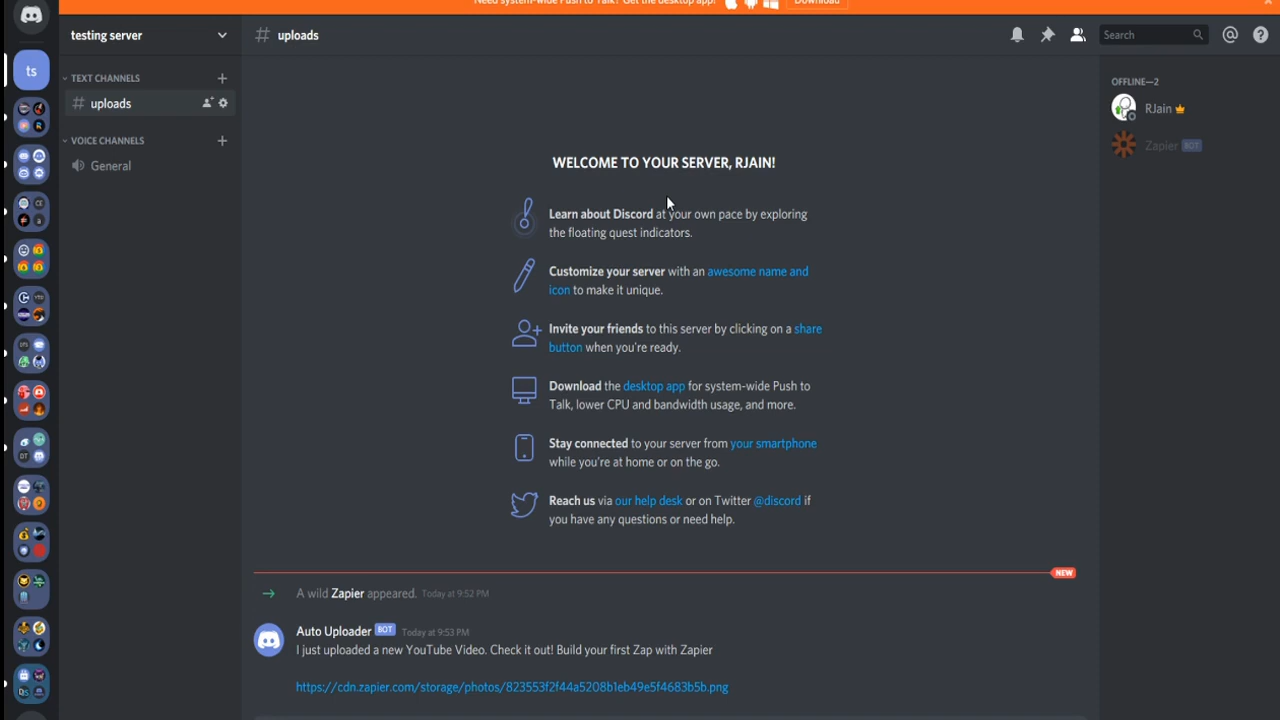 Need system-wide Push to Talk? Get the desktop app! Download
ts
testing server
TEXT CHANNELS
uploads
VOICE CHANNELS
General
# uploads
Search
WELCOME TO YOUR SERVER, RJAIN!
Learn about Discord at your own pace by exploring
the floating quest indicators.
Customize your server with an awesome name and
icon to make it unique.
Invite your friends to this server by clicking on a share
button when you're ready.
Download the desktop app for system-wide Push to
Talk, lower CPU and bandwidth usage, and more.
Stay connected to your server from your smartphone
while you're at home or on the go.
Reach us via our help desk or on Twitter @discord if
you have any questions or need help.
NEW
A wild Zapier appeared. Today at 9:52 PM
Auto Uploader BOT Today at 9:53 PM
I just uploaded a new YouTube Video. Check it out! Build your first Zap with Zapier
https://cdn.zapier.com/storage/photos/823553f2f44a5208b1eb49e5f4683b5b.png
OFFLINE—2
RJain
Zapier BOT